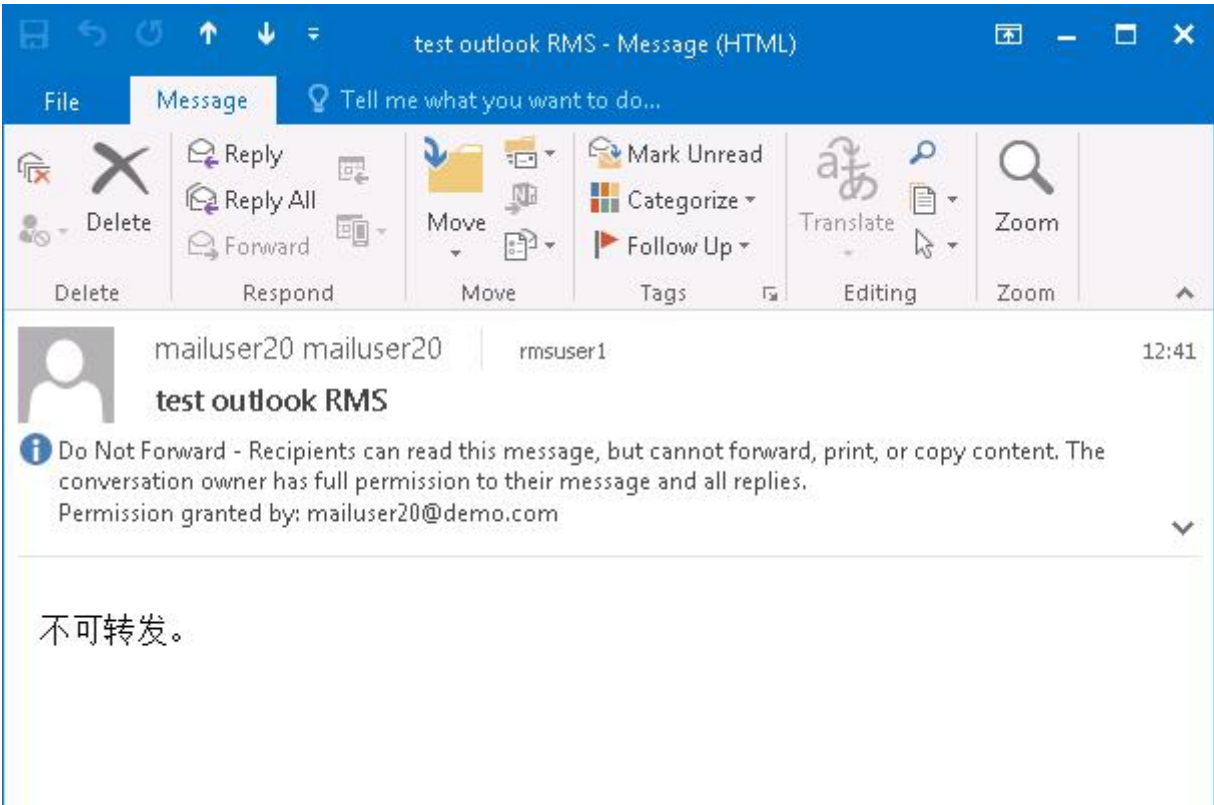 test outlook RMS - Message (HTML)
File Message Tell me what you want to do...
Delete
Reply
Reply All
Forward
Move
Mark Unread
Categorize
Follow Up
Translate
Zoom
Delete Respond Move Tags Editing Zoom
mailuser20 mailuser20 rmsuser1 12:41
test outlook RMS
Do Not Forward - Recipients can read this message, but cannot forward, print, or copy content. The
conversation owner has full permission to their message and all replies.
Permission granted by: mailuser20@demo.com
不可转发。